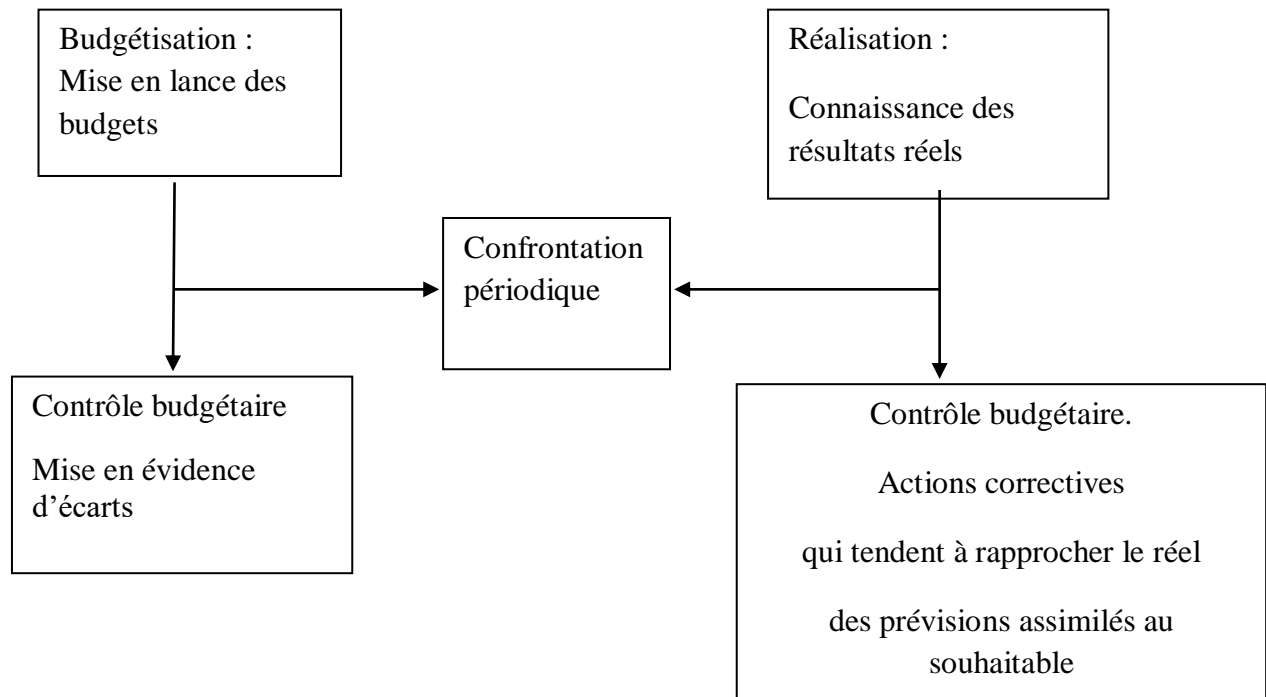 Budgétisation :
Mise en lance des
budgets
Réalisation :
Connaissance des
résultats réels
Confrontation
périodique
Contrôle budgétaire
Mise en évidence
d’écarts
Contrôle budgétaire.
Actions correctives
qui tendent à rapprocher le réel
des prévisions assimilés au
souhaitable